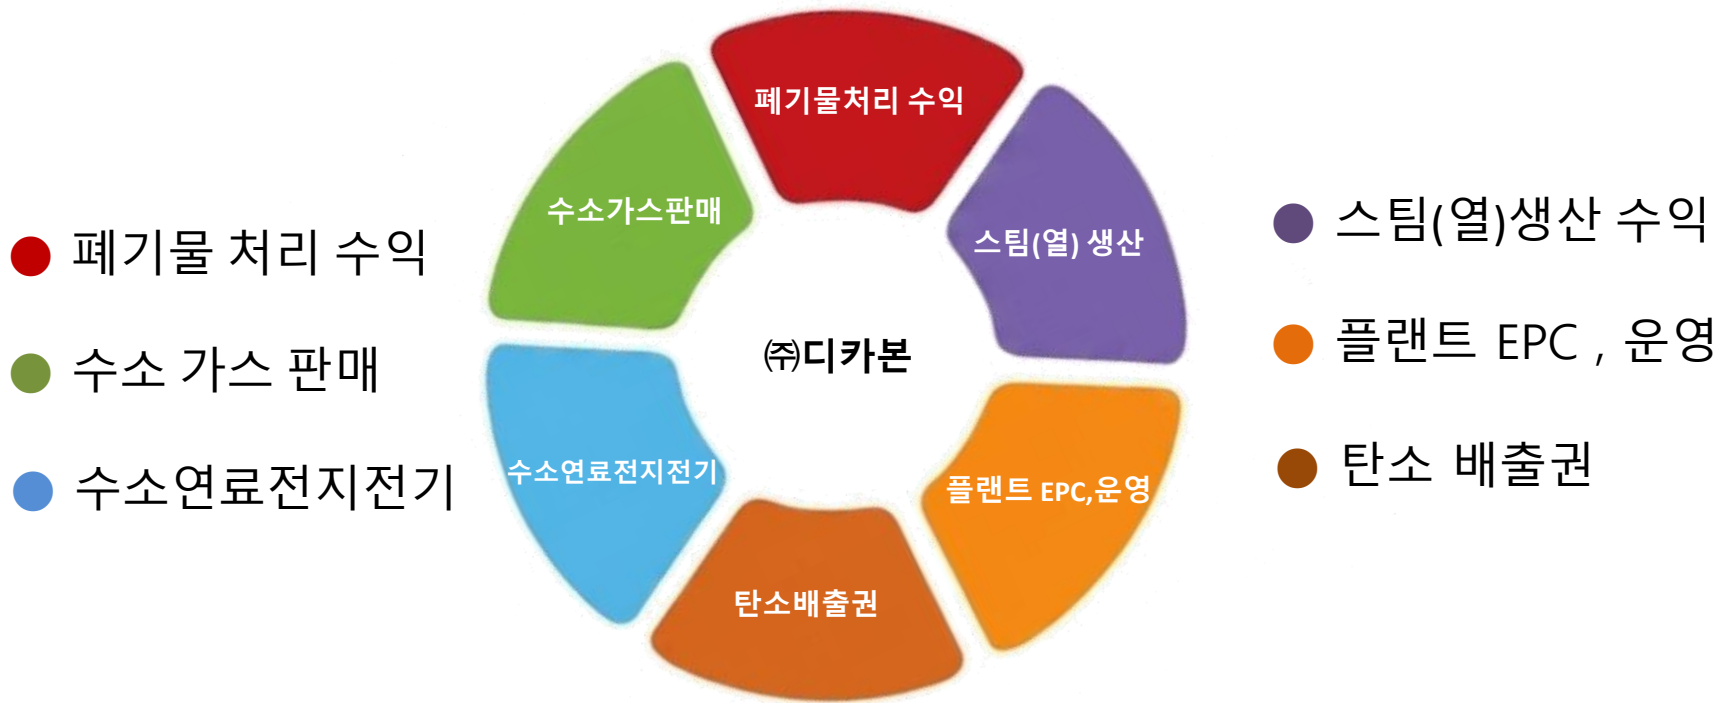 폐기물처리 수익
수소가스판매
스팀(열) 생산
㈜디카본
수소연료전지전기
플랜트 EPC,운영
탄소배출권
폐기물 처리 수익
수소 가스 판매
수소연료전지전기
스팀(열)생산 수익
플랜트 EPC , 운영
탄소 배출권